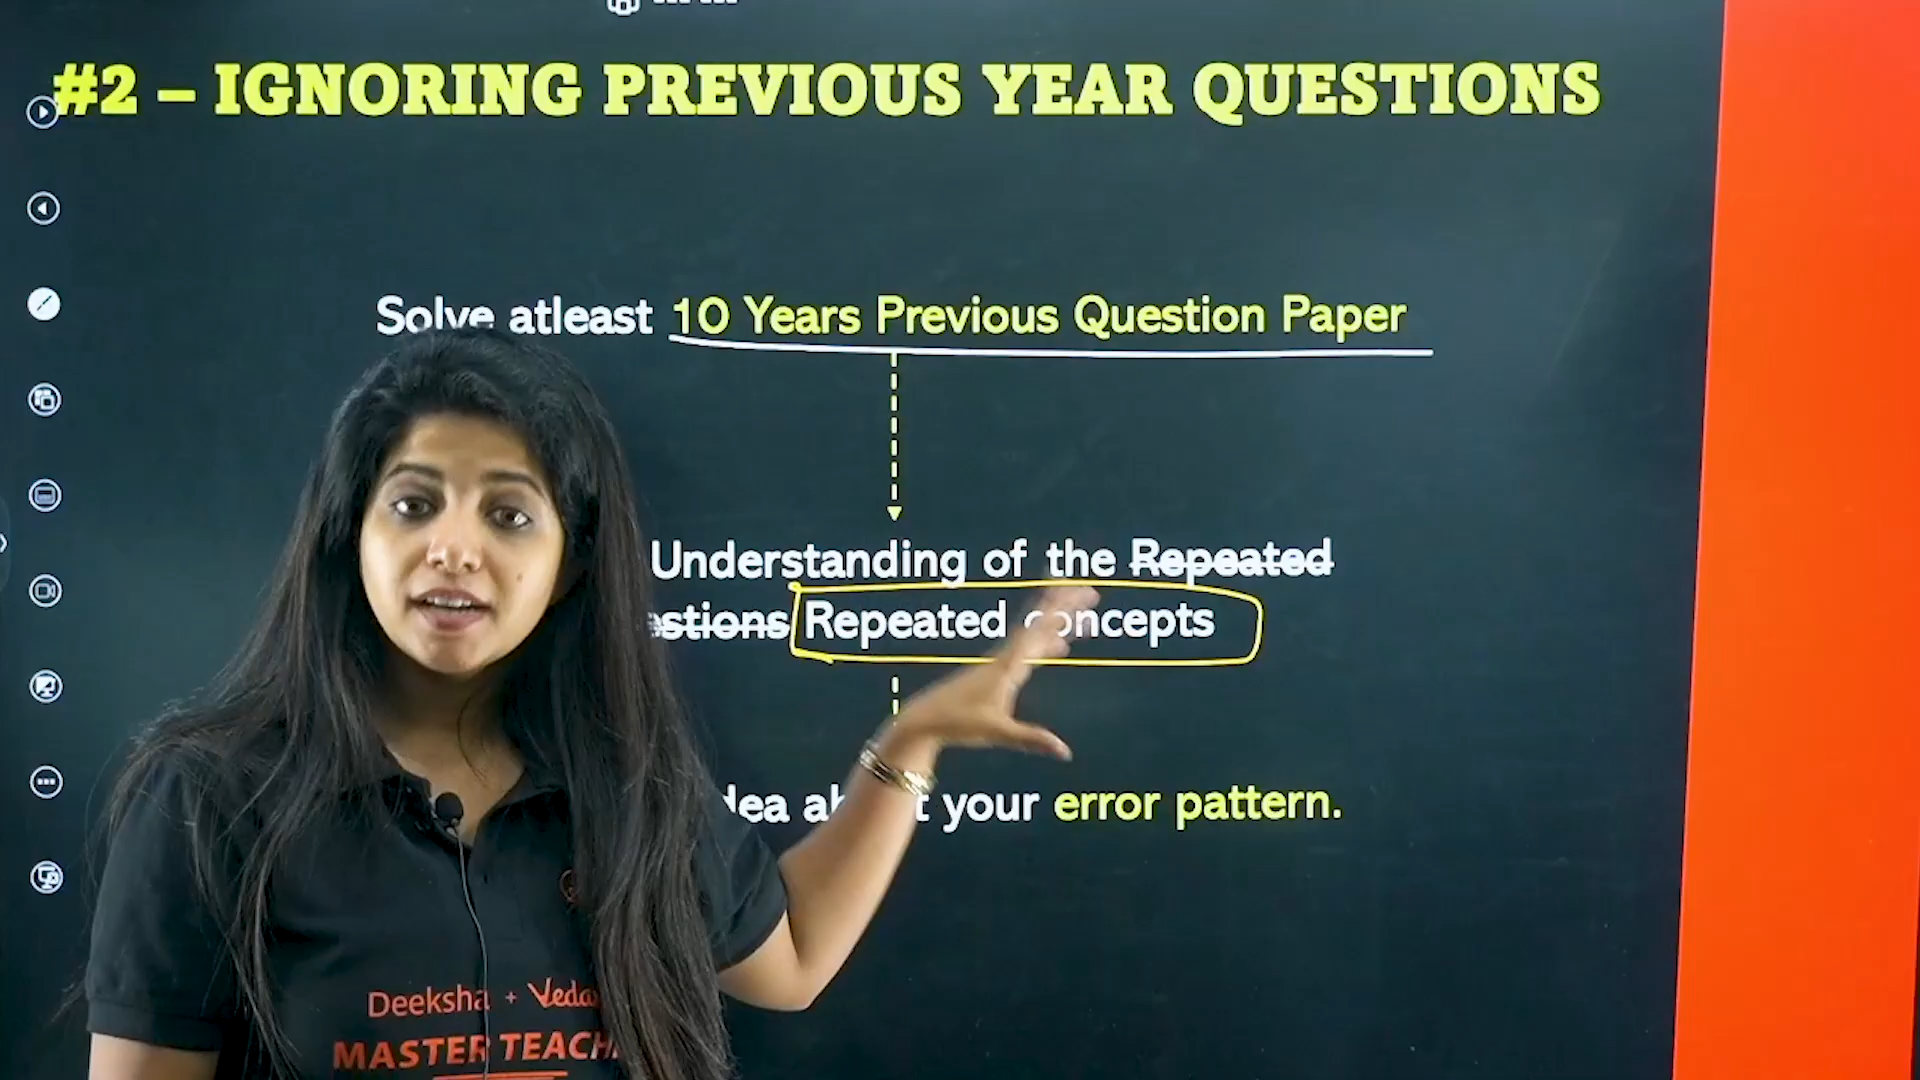 #2 – IGNORING PREVIOUS YEAR QUESTIONS
Solve atleast 10 Years Previous Question Paper
Understanding of the Repeated
Repeated concepts
your error pattern.
Deeksha + Veda
MASTER